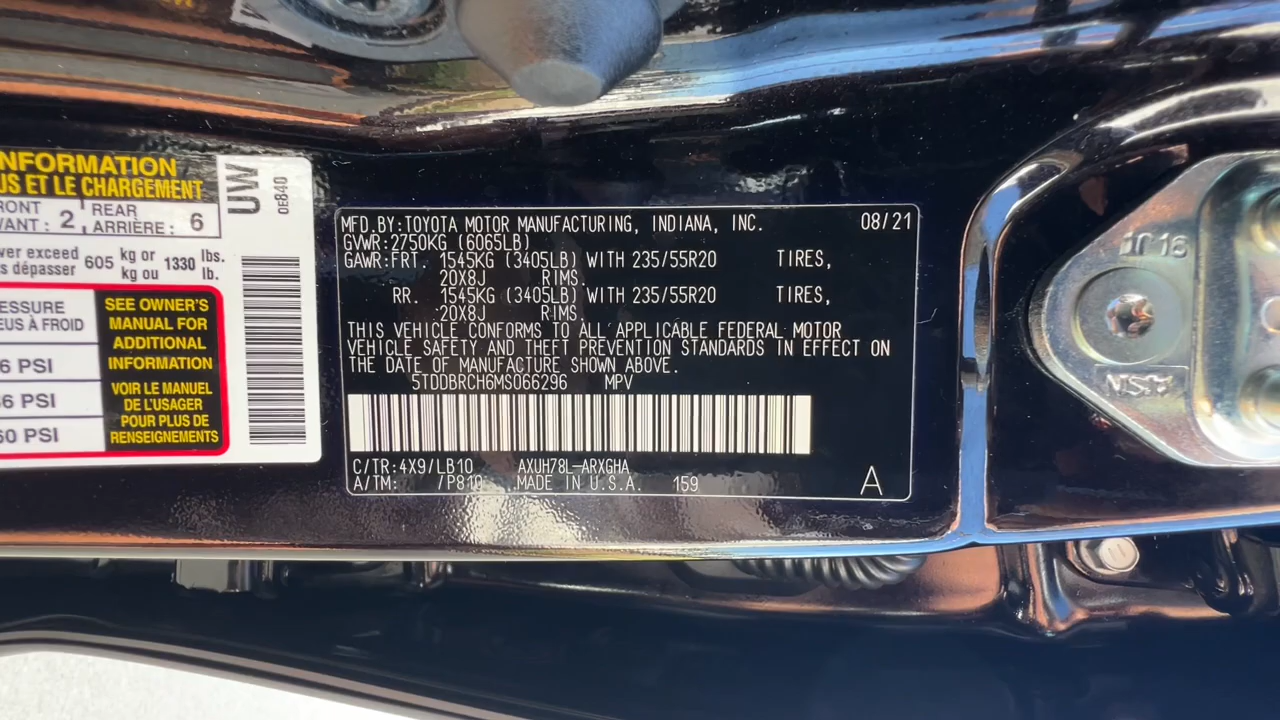 NFORMATION
US ET LE CHARGEMENT
RONT
VANT : 2
REAR
ARRIÈRE : 6
ver exceed
s dépasser 605 kg or
kg ou 1330 lbs.
lb.
ESSURE
EUS À FROID
6 PSI
36 PSI
60 PSI
SEE OWNER'S
MANUAL FOR
ADDITIONAL
INFORMATION
VOIR LE MANUEL
DE L'USAGER
POUR PLUS DE
RENSEIGNEMENTS
UW
0E840
MFD.BY:TOYOTA MOTOR MANUFACTURING, INDIANA, INC. 08/21
GVWR:2750KG (6065LB)
GAWR:FRT. 1545KG (3405LB) WITH 235/55R20 TIRES,
20X8J RIMS.
RR. 1545KG (3405LB) WITH 235/55R20 TIRES,
20X8J RIMS.
THIS VEHICLE CONFORMS TO ALL APPLICABLE FEDERAL MOTOR
VEHICLE SAFETY AND THEFT PREVENTION STANDARDS IN EFFECT ON
THE DATE OF MANUFACTURE SHOWN ABOVE.
5TDDBRCH6MS066296 MPV
C/TR:4X9/LB10 AXUH78L-ARXGHA
A/TM: /P810 MADE IN U.S.A. 159 A